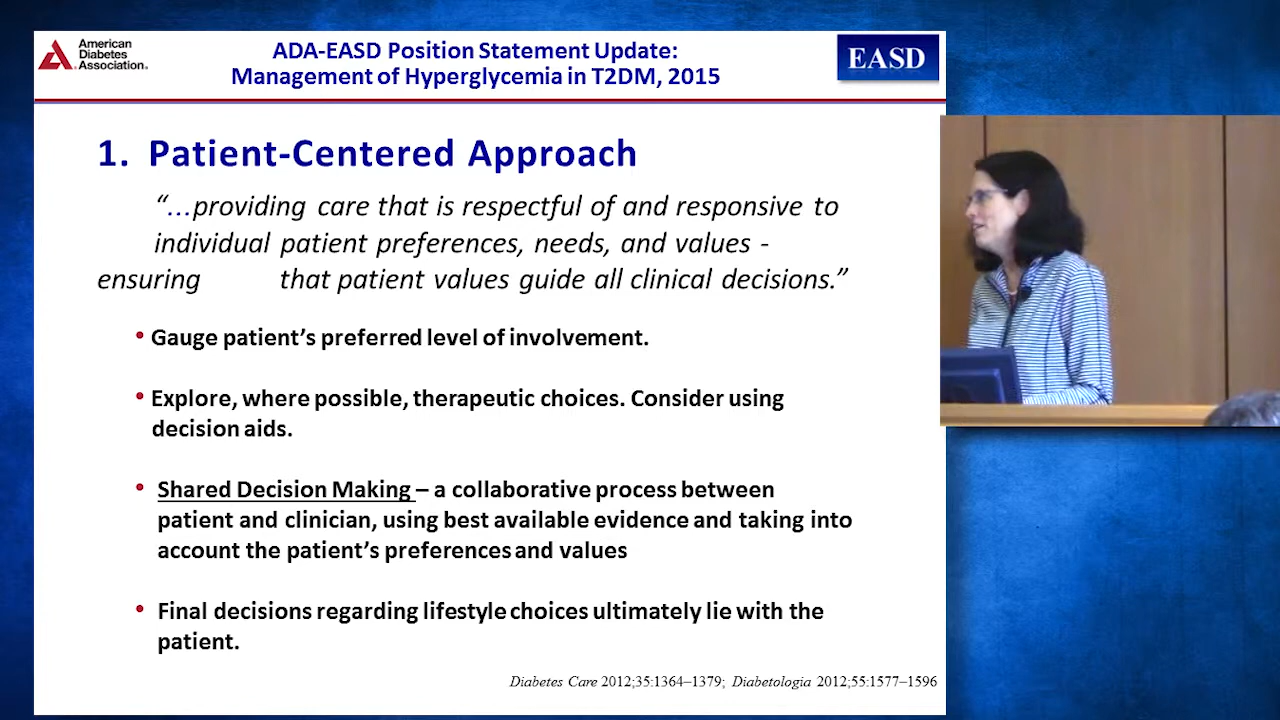 American
Diabetes
Association®
ADA-EASD Position Statement Update:
Management of Hyperglycemia in T2DM, 2015
EASD
1. Patient-Centered Approach
“...providing care that is respectful of and responsive to
individual patient preferences, needs, and values -
ensuring that patient values guide all clinical decisions.”
• Gauge patient’s preferred level of involvement.
• Explore, where possible, therapeutic choices. Consider using
decision aids.
• Shared Decision Making – a collaborative process between
patient and clinician, using best available evidence and taking into
account the patient’s preferences and values
• Final decisions regarding lifestyle choices ultimately lie with the
patient.
Diabetes Care 2012;35:1364–1379; Diabetologia 2012;55:1577–1596